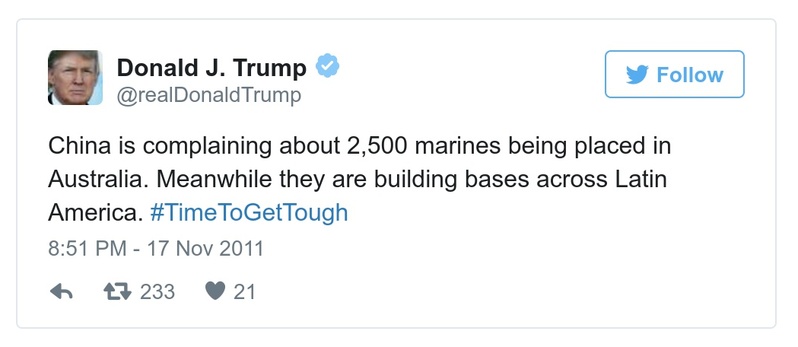 Donald J. Trump
@realDonaldTrump
Follow
China is complaining about 2,500 marines being placed in
Australia. Meanwhile they are building bases across Latin
America. #TimeToGetTough
8:51 PM - 17 Nov 2011
233 21